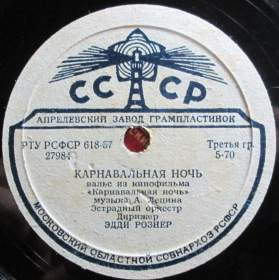 СССР
АПРЕЛЕВСКИЙ ЗАВОД ГРАМПЛАСТИНОК
РТУ РСФСР 618-57 Третья гр.
27984 5-70
КАРНАВАЛЬНАЯ НОЧЬ
вальс из кинофильма
«Карнавальная ночь»
музыка А. Лепина
Эстрадный оркестр
Дирижер
ЭДДИ РОЗНЕР
МОСКОВСКИЙ ОБЛАСТНОЙ СОВНАРХОЗ РСФСР